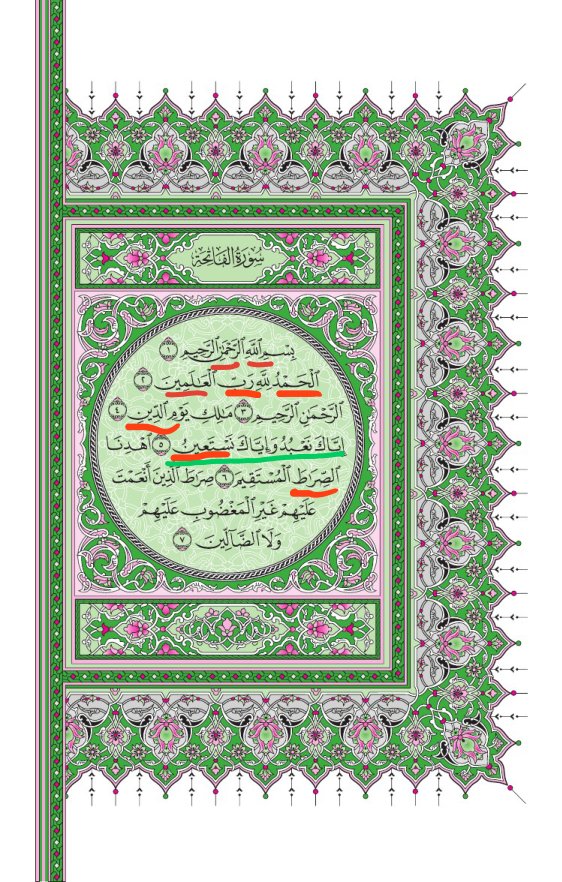 سُورَةُ الفَاتِحَةِ
بِسْمِ ٱللَّهِ ٱلرَّحْمَٰنِ ٱلرَّحِيمِ ١
ٱلْحَمْدُ لِلَّهِ رَبِّ ٱلْعَٰلَمِينَ ٢
ٱلرَّحْمَٰنِ ٱلرَّحِيمِ ٣ مَٰلِكِ يَوْمِ ٱلدِّينِ ٤
إِيَّاكَ نَعْبُدُ وَإِيَّاكَ نَسْتَعِينُ ٥ ٱهْدِنَا
ٱلصِّرَٰطَ ٱلْمُسْتَقِيمَ ٦ صِرَٰطَ ٱلَّذِينَ أَنْعَمْتَ
عَلَيْهِمْ غَيْرِ ٱلْمَغْضُوبِ عَلَيْهِمْ
وَلَا ٱلضَّآلِّينَ ٧